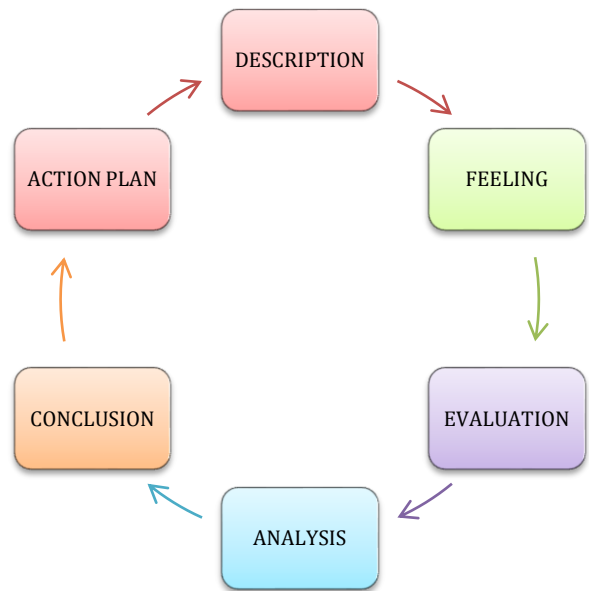 DESCRIPTION
FEELING
EVALUATION
ANALYSIS
CONCLUSION
ACTION PLAN